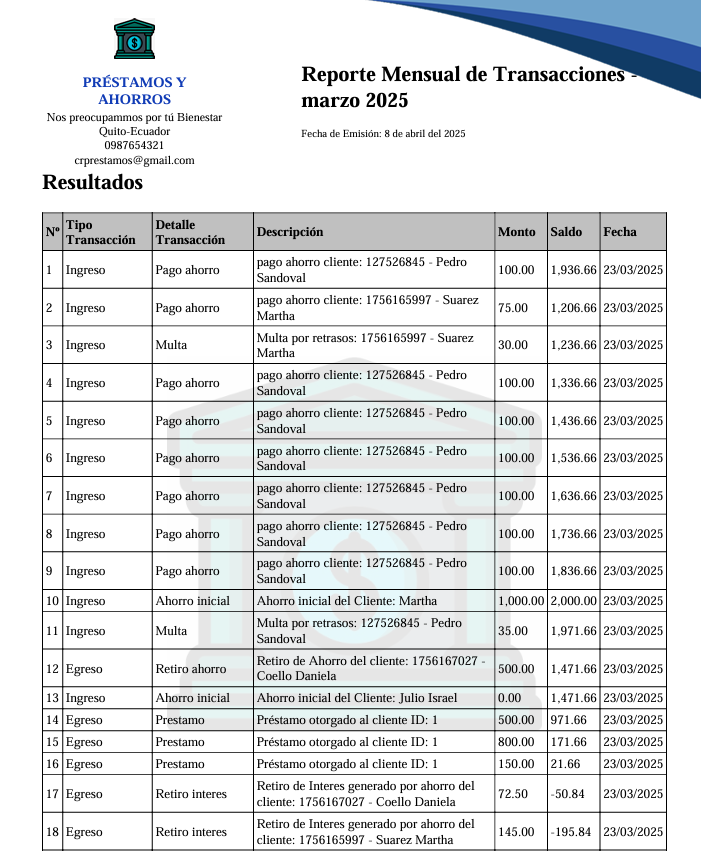 PRÉSTAMOS Y
AHORROS
Nos preocupammos por tú Bienestar
Quito-Ecuador
0987654321
crprestamos@gmail.com
Reporte Mensual de Transacciones -
marzo 2025
Fecha de Emisión: 8 de abril del 2025
Resultados
Nº Tipo Transacción Detalle Transacción Descripción Monto Saldo Fecha
1 Ingreso Pago ahorro pago ahorro cliente: 127526845 - Pedro Sandoval 100.00 1,936.66 23/03/2025
2 Ingreso Pago ahorro pago ahorro cliente: 1756165997 - Suarez Martha 75.00 1,206.66 23/03/2025
3 Ingreso Multa Multa por retrasos: 1756165997 - Suarez Martha 30.00 1,236.66 23/03/2025
4 Ingreso Pago ahorro pago ahorro cliente: 127526845 - Pedro Sandoval 100.00 1,336.66 23/03/2025
5 Ingreso Pago ahorro pago ahorro cliente: 127526845 - Pedro Sandoval 100.00 1,436.66 23/03/2025
6 Ingreso Pago ahorro pago ahorro cliente: 127526845 - Pedro Sandoval 100.00 1,536.66 23/03/2025
7 Ingreso Pago ahorro pago ahorro cliente: 127526845 - Pedro Sandoval 100.00 1,636.66 23/03/2025
8 Ingreso Pago ahorro pago ahorro cliente: 127526845 - Pedro Sandoval 100.00 1,736.66 23/03/2025
9 Ingreso Pago ahorro pago ahorro cliente: 127526845 - Pedro Sandoval 100.00 1,836.66 23/03/2025
10 Ingreso Ahorro inicial Ahorro inicial del Cliente: Martha 1,000.00 2,000.00 23/03/2025
11 Ingreso Multa Multa por retrasos: 127526845 - Pedro Sandoval 35.00 1,971.66 23/03/2025
12 Egreso Retiro ahorro Retiro de Ahorro del cliente: 1756167027 - Coello Daniela 500.00 1,471.66 23/03/2025
13 Ingreso Ahorro inicial Ahorro inicial del Cliente: Julio Israel 0.00 1,471.66 23/03/2025
14 Egreso Prestamo Préstamo otorgado al cliente ID: 1 500.00 971.66 23/03/2025
15 Egreso Prestamo Préstamo otorgado al cliente ID: 1 800.00 171.66 23/03/2025
16 Egreso Prestamo Préstamo otorgado al cliente ID: 1 150.00 21.66 23/03/2025
17 Egreso Retiro interes Retiro de Interes generado por ahorro del cliente: 1756167027 - Coello Daniela 72.50 -50.84 23/03/2025
18 Egreso Retiro interes Retiro de Interes generado por ahorro del cliente: 1756165997 - Suarez Martha 145.00 -195.84 23/03/2025